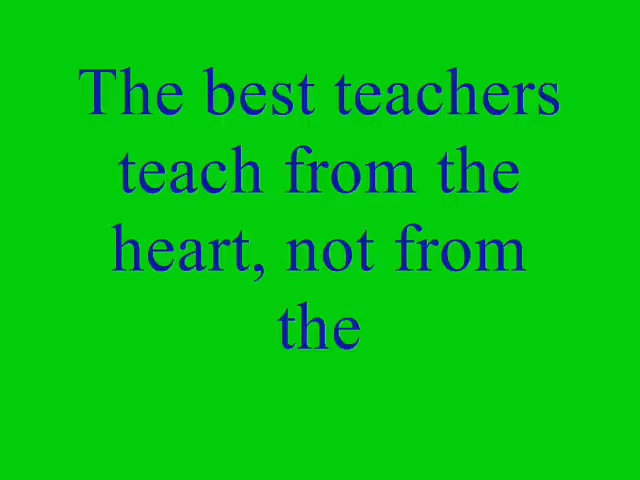 The best teachers
teach from the
heart, not from
the